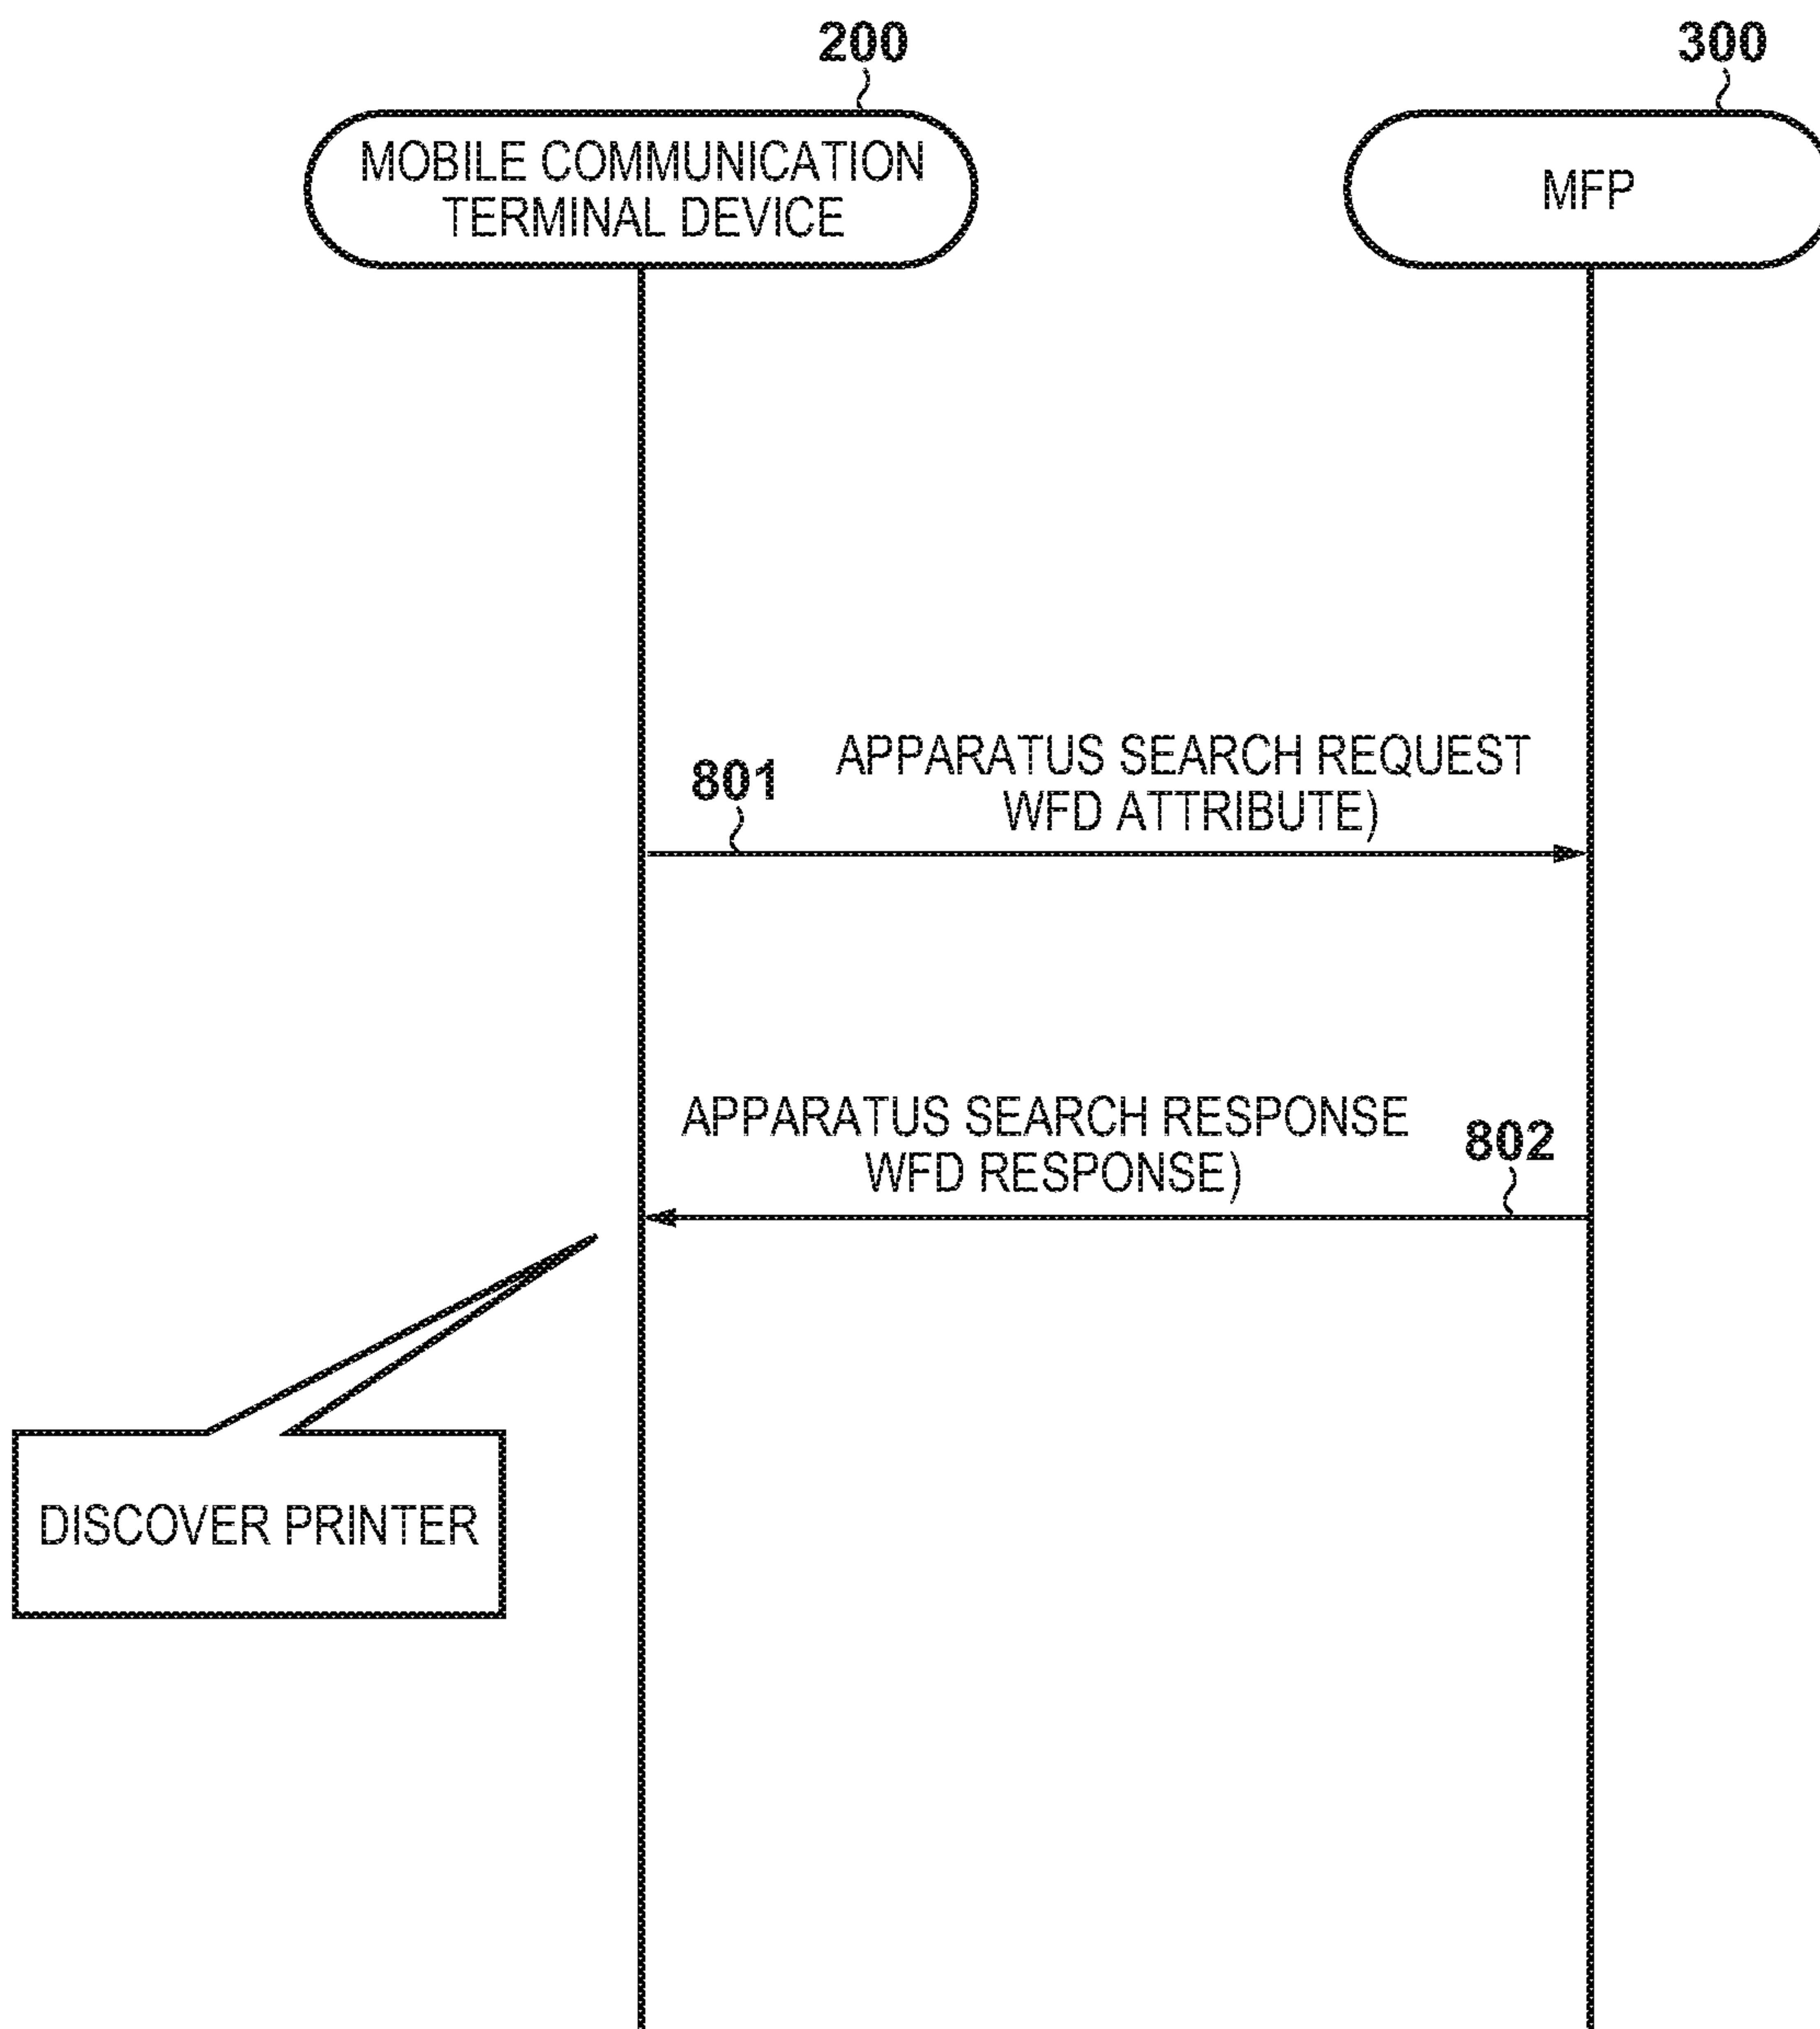 200
300
MOBILE COMMUNICATION
TERMINAL DEVICE
MFP
801
APPARATUS SEARCH REQUEST
WFD ATTRIBUTE)
APPARATUS SEARCH RESPONSE
WFD RESPONSE)
802
DISCOVER PRINTER